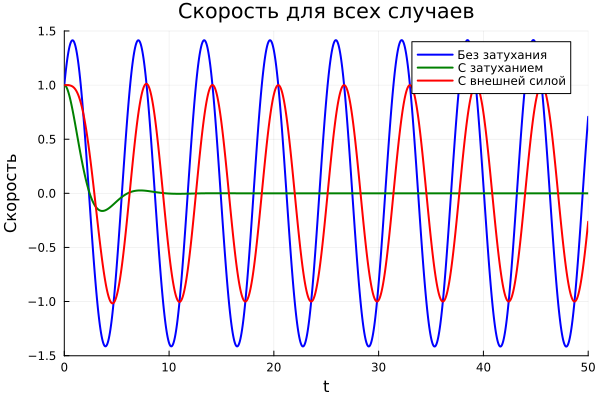 Скорость для всех случаев
Без затухания
С затуханием
С внешней силой
Скорость
1.5
1.0
0.5
0.0
−0.5
−1.0
−1.5
0 10 20 30 40 50
t